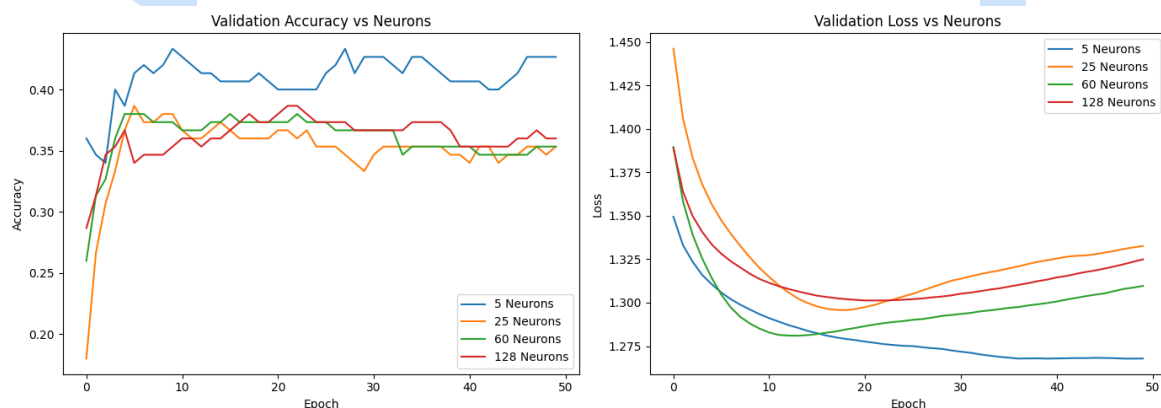 Validation Accuracy vs Neurons
Accuracy
0.40
0.35
0.30
0.25
0.20
0
10
20
30
40
50
Epoch
5 Neurons
25 Neurons
60 Neurons
128 Neurons
Validation Loss vs Neurons
Loss
1.450
1.425
1.400
1.375
1.350
1.325
1.300
1.275
0
10
20
30
40
50
Epoch
5 Neurons
25 Neurons
60 Neurons
128 Neurons